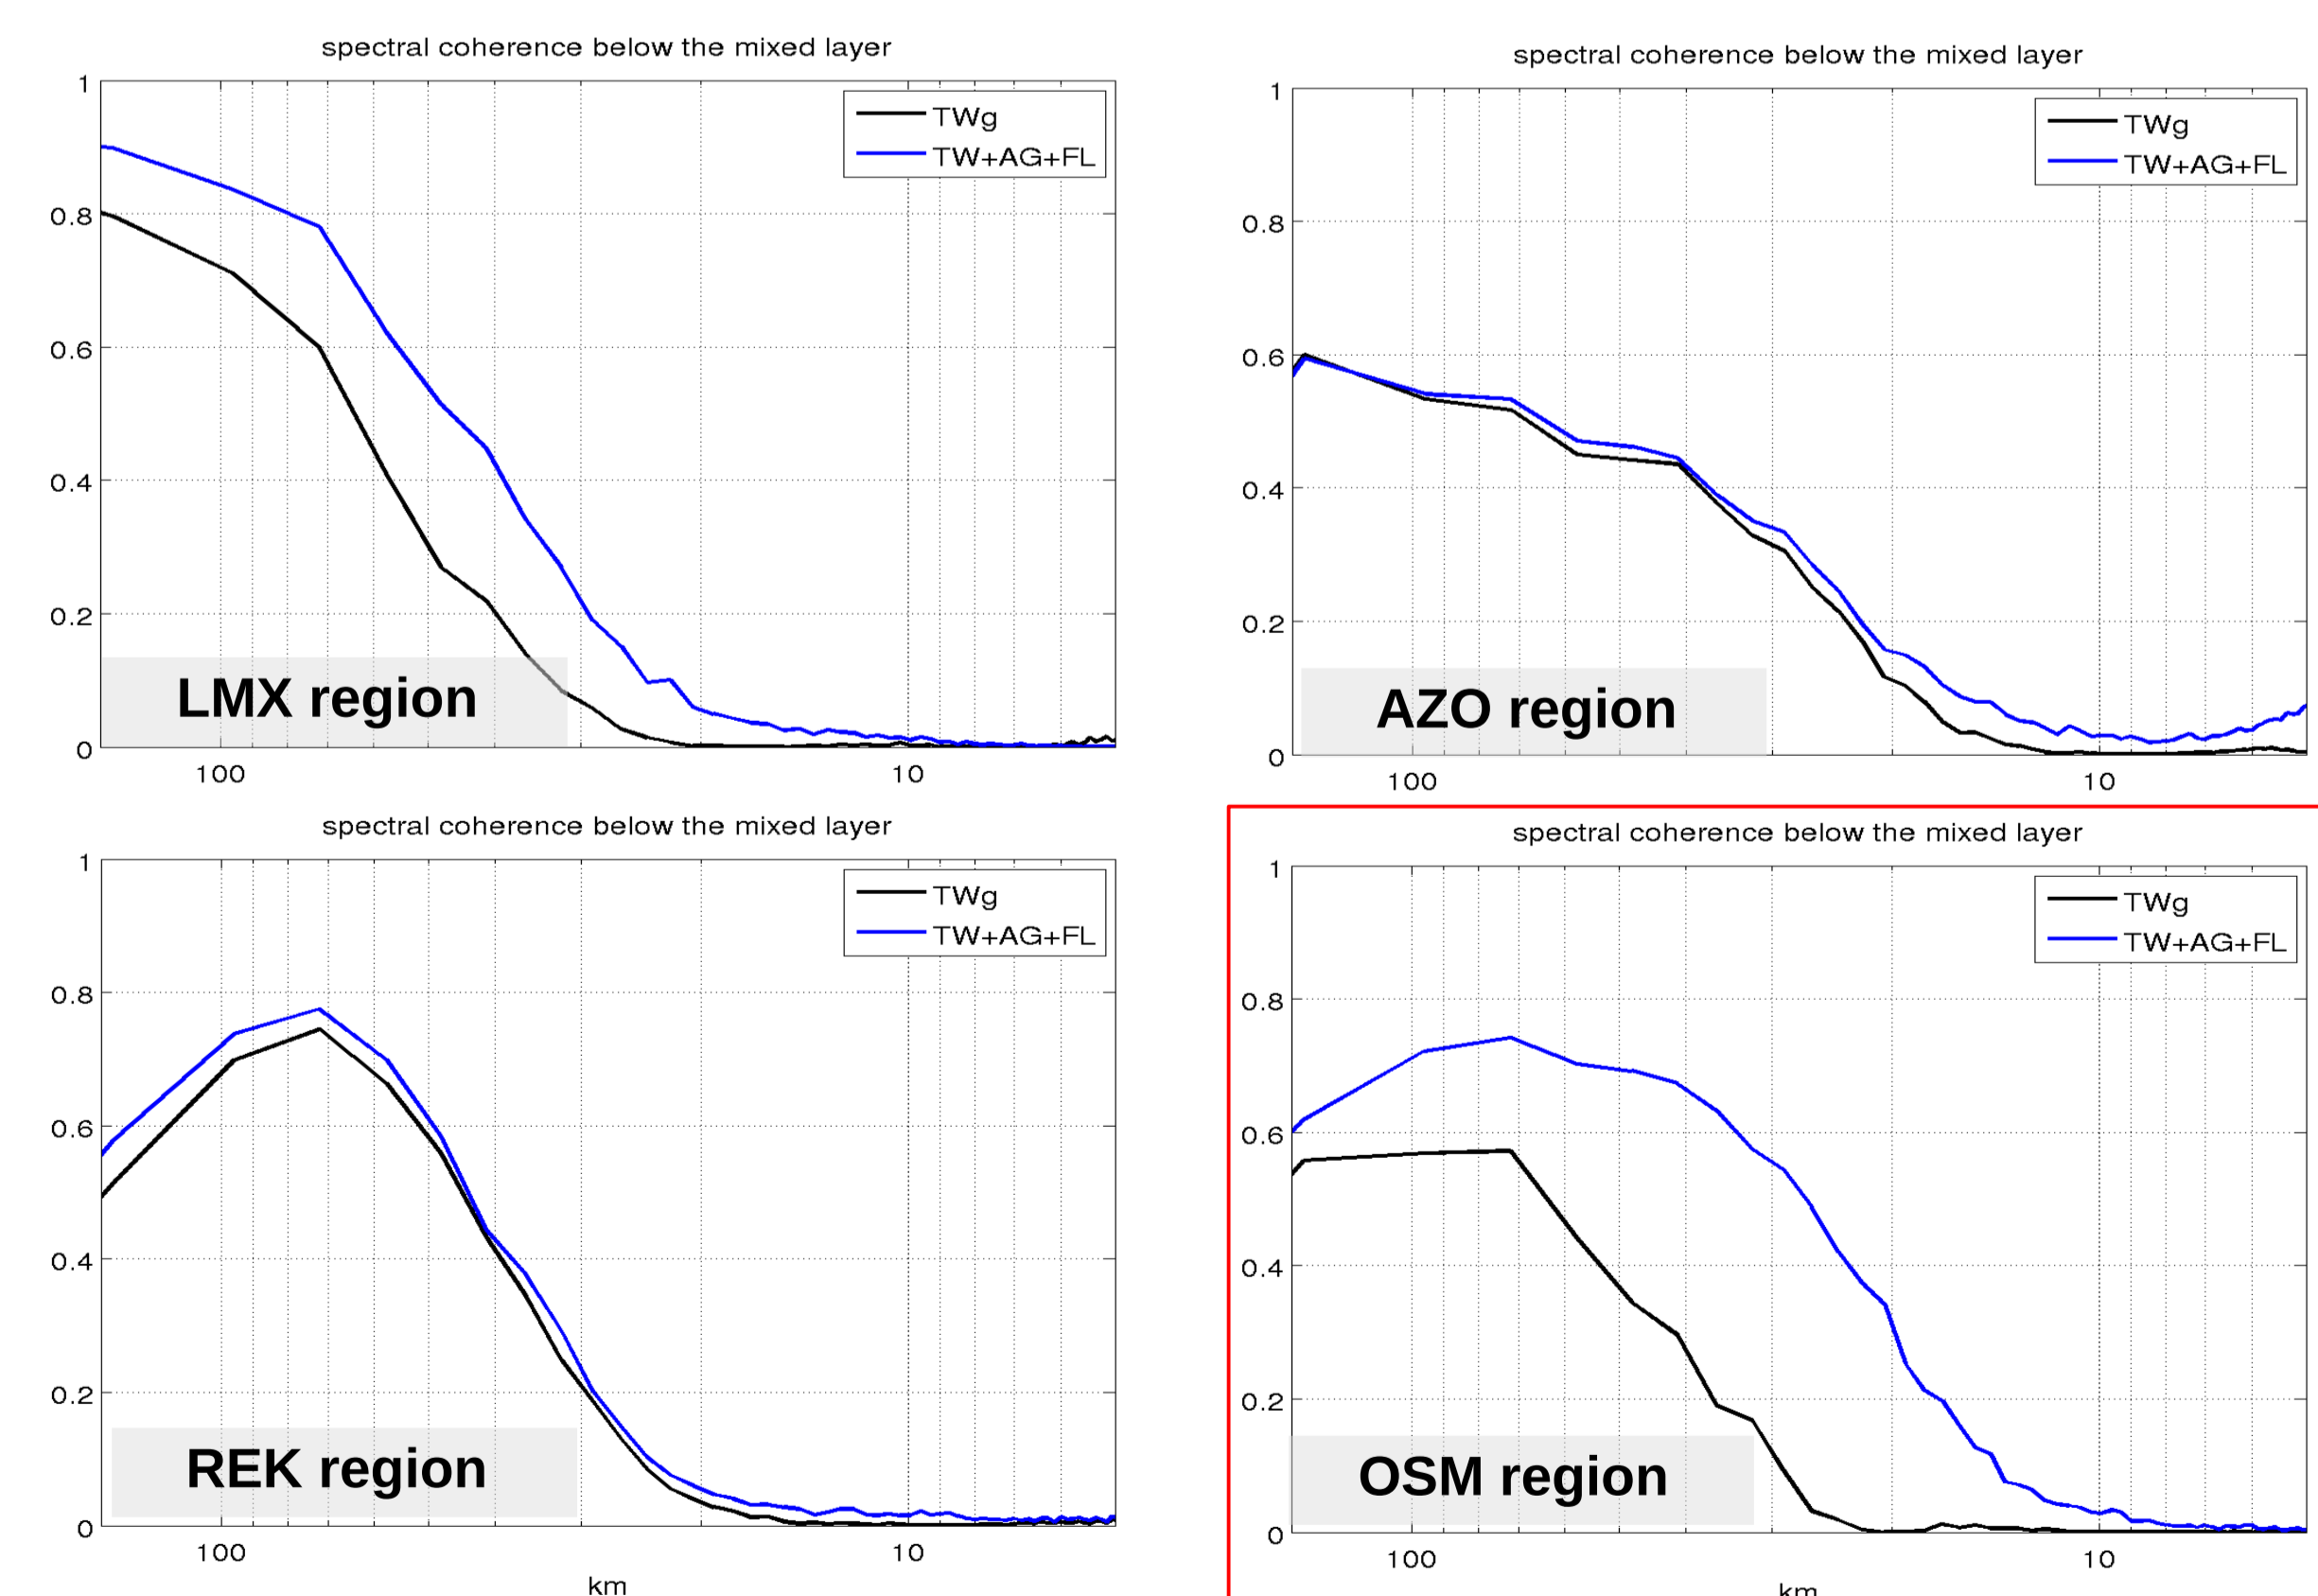 spectral coherence below the mixed layer
1
0.8
0.6
0.4
0.2
0
100
10
TWg
TW+AG+FL
LMX region
spectral coherence below the mixed layer
1
0.8
0.6
0.4
0.2
0
100
10
TWg
TW+AG+FL
AZO region
spectral coherence below the mixed layer
1
0.8
0.6
0.4
0.2
0
100
10
km
TWg
TW+AG+FL
REK region
spectral coherence below the mixed layer
1
0.8
0.6
0.4
0.2
0
100
10
km
TWg
TW+AG+FL
OSM region